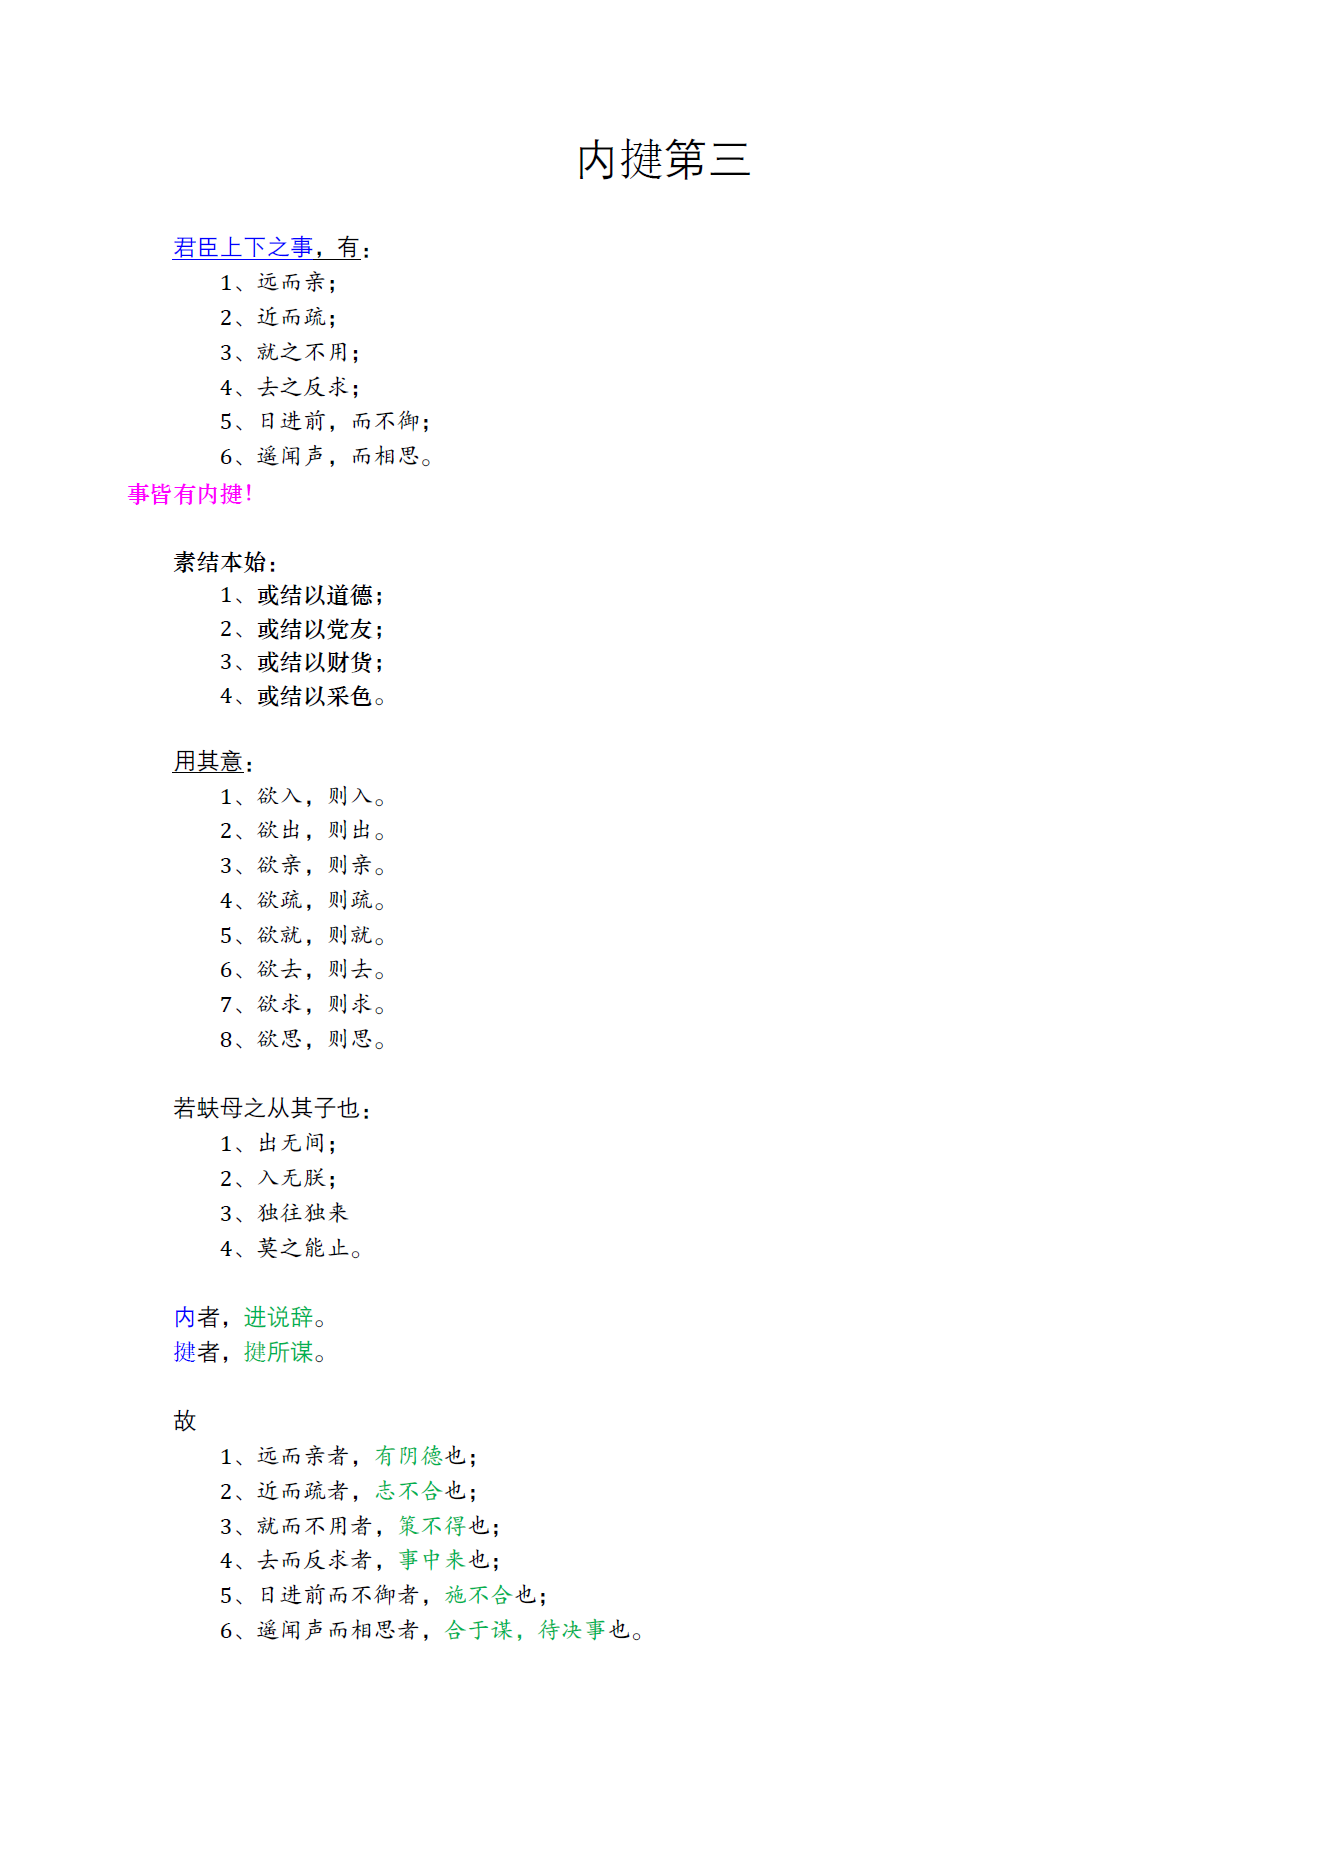 内揵第三
君臣上下之事，有：
1、远而亲；
2、近而疏；
3、就之不用；
4、去之反求；
5、日进前，而不御；
6、遥闻声，而相思。
事皆有内揵！
素结本始：
1、或结以道德；
2、或结以党友；
3、或结以财货；
4、或结以采色。
用其意：
1、欲入，则入。
2、欲出，则出。
3、欲亲，则亲。
4、欲疏，则疏。
5、欲就，则就。
6、欲去，则去。
7、欲求，则求。
8、欲思，则思。
若蚨母之从其子也：
1、出无间；
2、入无朕；
3、独往独来
4、莫之能止。
内者，进说辞。
揵者，揵所谋。
故
1、远而亲者，有阴德也；
2、近而疏者，志不合也；
3、就而不用者，策不得也；
4、去而反求者，事中来也；
5、日进前而不御者，施不合也；
6、遥闻声而相思者，合于谋，待决事也。